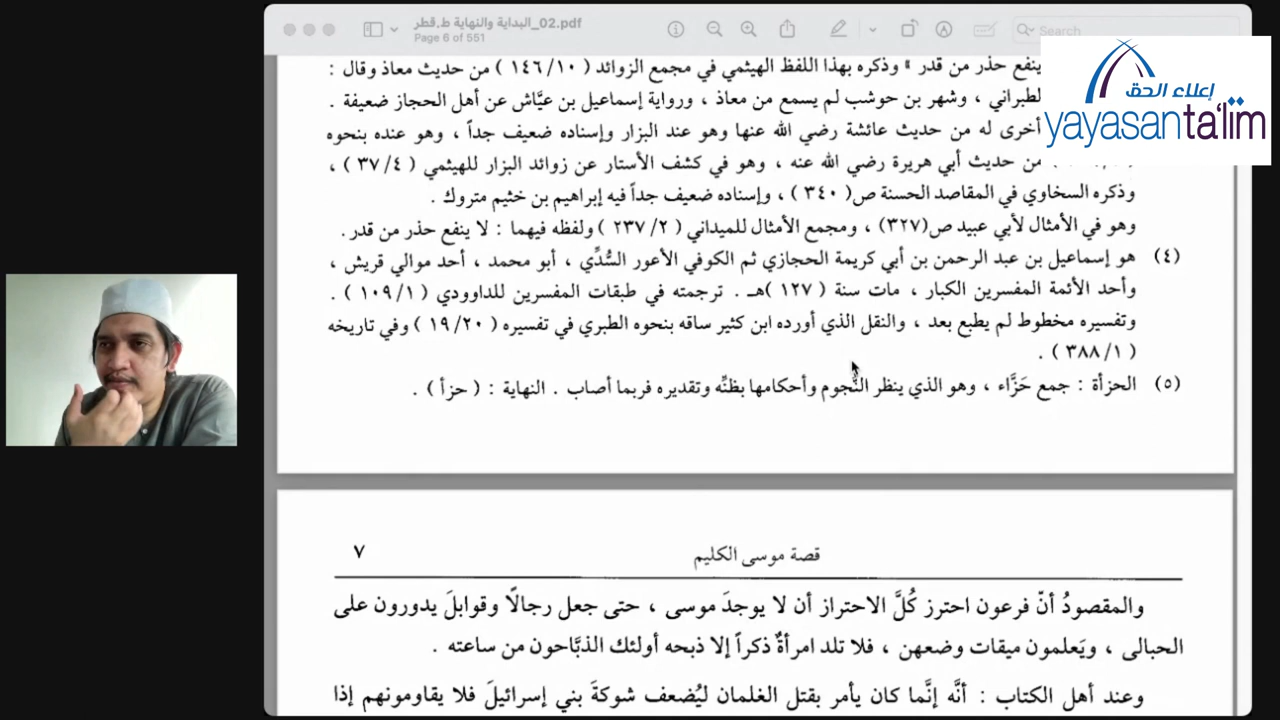 02_البداية والنهاية ط.قطر.pdf
Page 6 of 551
Search
إعلاء الحق
yayasanta'lim
ينفع حذر من قدر » وذكره بهذا اللفظ الهيثمي في مجمع الزوائد ( ١٤٦/١٠ ) من حديث معاذ وقال :
لطبراني ، وشهر بن حوشب لم يسمع من معاذ ، ورواية إسماعيل بن عيَّاش عن أهل الحجاز ضعيفة .
أخرى له من حديث عائشة رضي الله عنها وهو عند البزار وإسناده ضعيف جداً ، وهو عنده بنحوه
من حديث أبي هريرة رضي الله عنه ، وهو في كشف الأستار عن زوائد البزار للهيثمي ( ٣٧/٤ ) ،
وذكره السخاوي في المقاصد الحسنة ص( ٣٤٠ ) ، وإسناده ضعيف جداً فيه إبراهيم بن خثيم متروك .
وهو في الأمثال لأبي عبيد ص(٣٢٧) ، ومجمع الأمثال للميداني ( ٢٣٧/٢ ) ولفظه فيهما : لا ينفع حذر من قدر.
(٤) هو إسماعيل بن عبد الرحمن بن أبي كريمة الحجازي ثم الكوفي الأعور السُّدِّي ، أبو محمد ، أحد موالي قريش ،
وأحد الأئمة المفسرين الكبار ، مات سنة ( ١٢٧ )هـ . ترجمته في طبقات المفسرين للداوودي ( ١٠٩/١ ) .
وتفسيره مخطوط لم يطبع بعد ، والنقل الذي أورده ابن كثير ساقه بنحوه الطبري في تفسيره ( ١٩/٢٠ ) وفي تاريخه
( ٣٨٨/١ ) .
(٥) الحزأة : جمع حَزَّاء ، وهو الذي ينظر النُّجوم وأحكامها بظنِّه وتقديره فربما أصاب . النهاية : ( حزأ ) .
قصة موسى الكليم ٧
والمقصودُ أنّ فرعون احترز كُلَّ الاحتراز أن لا يوجدَ موسى ، حتى جعل رجالًا وقوابلَ يدورون على
الحبالى ، ويَعلمون ميقات وضعهن ، فلا تلد امرأةٌ ذكراً إلا ذبحه أولئك الذبَّاحون من ساعته .
وعند أهل الكتاب : أنَّه إنَّما كان يأمر بقتل الغلمان ليُضعف شوكةَ بني إسرائيلَ فلا يقاومونهم إذا